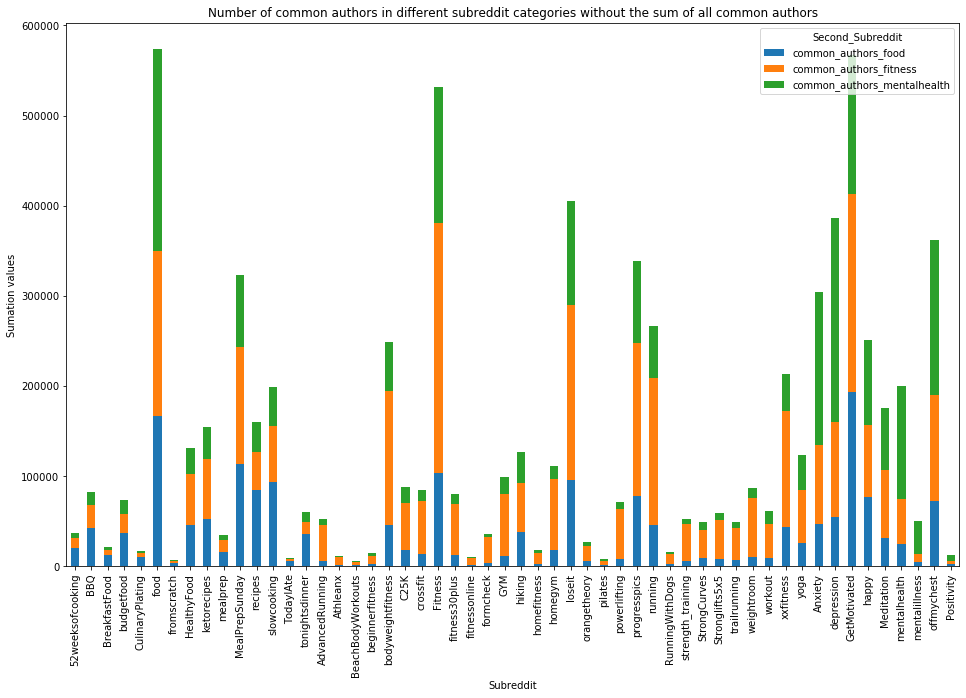 Number of common authors in different subreddit categories without the sum of all common authors
Second_Subreddit
common_authors_food
common_authors_fitness
common_authors_mentalhealth
Sumation values
600000
500000
400000
300000
200000
100000
0
52weeksofcooking
BBQ
BreakfastFood
budgetfood
CulinaryPlating
food
fromscratch
HealthyFood
ketorecipes
mealprep
MealPrepSunday
recipes
slowcooking
TodayIAte
tonightsdinner
AdvancedRunning
Athleanx
BeachBodyWorkouts
beginnerfitness
bodyweightfitness
C25K
crossfit
Fitness
fitness30plus
fitnessonline
formcheck
GYM
hiking
homefitness
homegym
loseit
orangetheory
pilates
powerlifting
progresspics
running
RunningWithDogs
strength_training
StrongCurves
Stronglifts5x5
trailrunning
weightroom
workout
xxfitness
yoga
Anxiety
depression
GetMotivated
happy
Meditation
mentalhealth
mentalillness
offmychest
Positivity
Subreddit